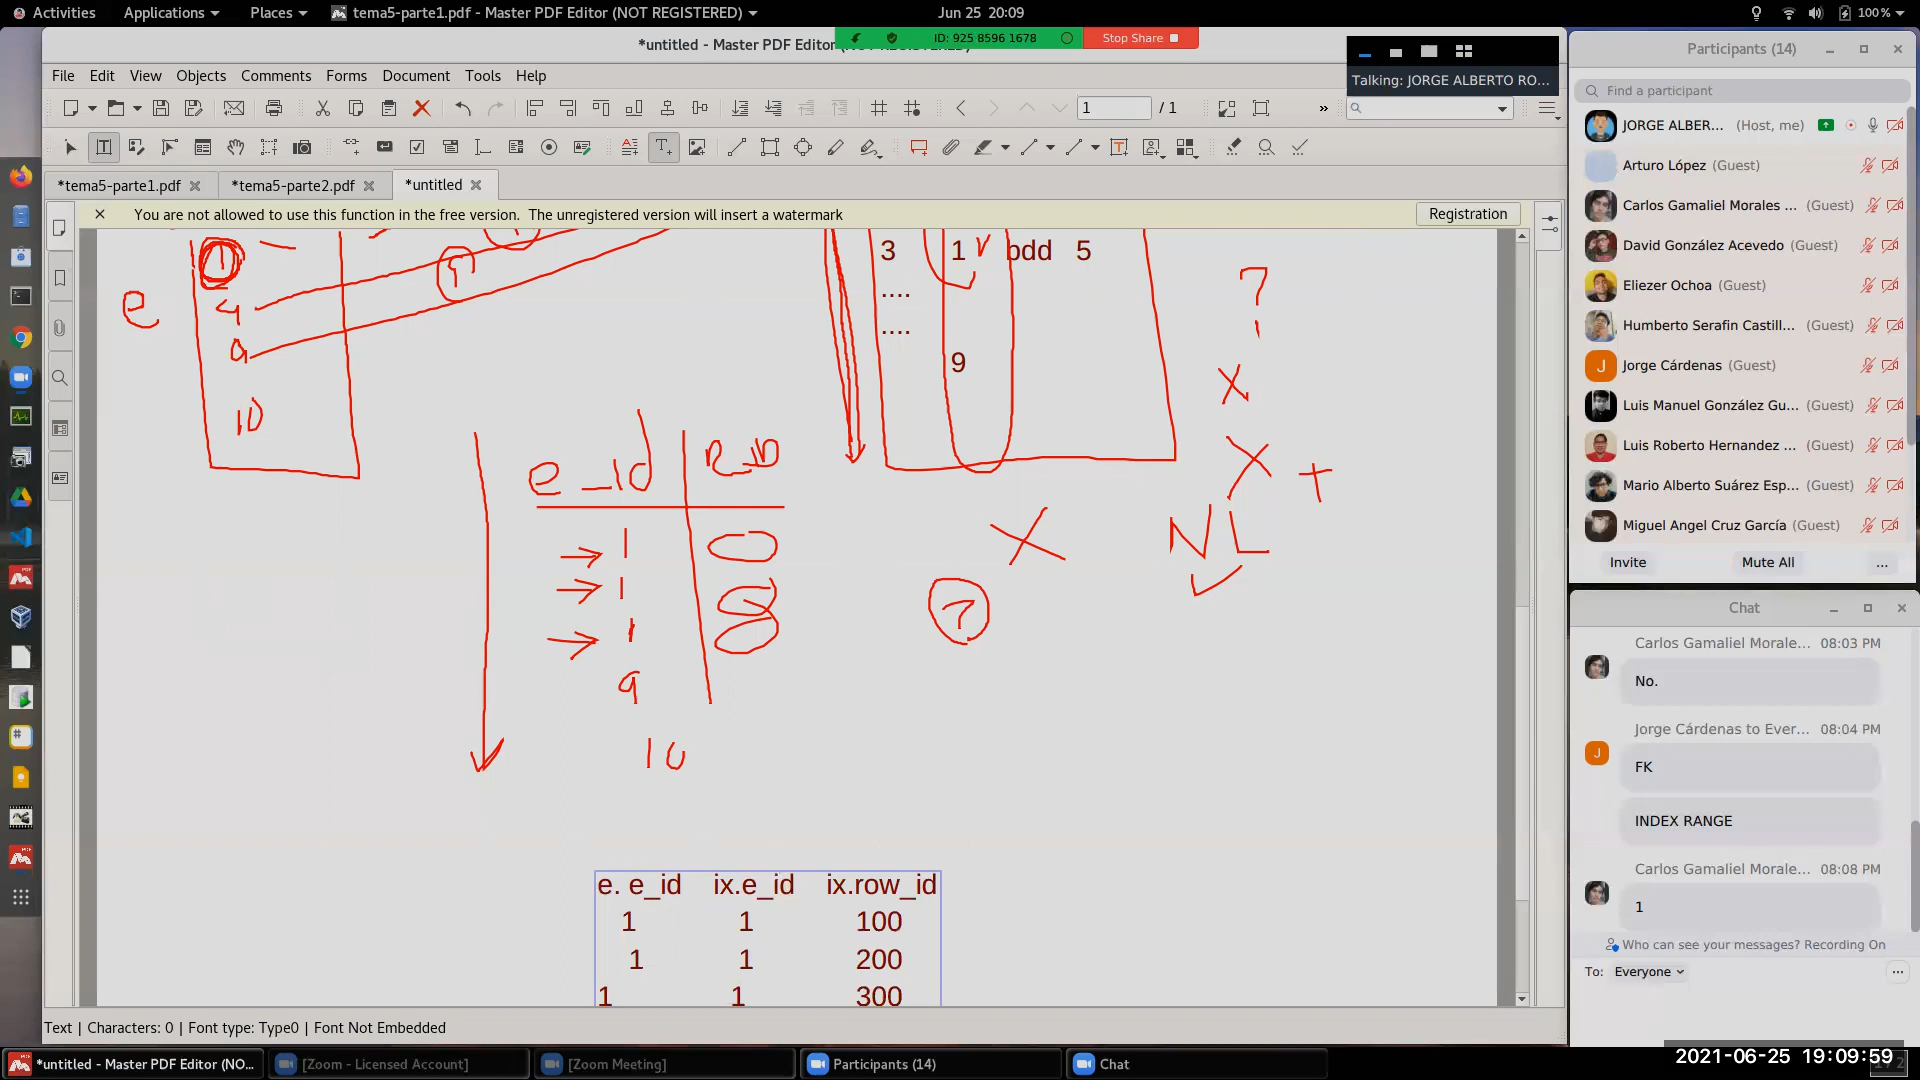 Activities Applications Places tema5-parte1.pdf - Master PDF Editor (NOT REGISTERED) Jun 25 20:09 100%
*untitled - Master PDF Editor
ID: 925 8596 1678 Stop Share
Talking: JORGE ALBERTO RO...
File Edit View Objects Comments Forms Document Tools Help
1 / 1
*tema5-parte1.pdf *tema5-parte2.pdf *untitled
You are not allowed to use this function in the free version. The unregistered version will insert a watermark Registration
3 1 bdd 5
....
....
9
e
1
4
9
10
?
X
X +
NL
X
?
e_id R_ID
1
1
1
9
10
e. e_id ix.e_id ix.row_id
1 1 100
1 1 200
1 1 300
Text | Characters: 0 | Font type: Type0 | Font Not Embedded
Participants (14)
Find a participant
JORGE ALBER... (Host, me)
Arturo López (Guest)
Carlos Gamaliel Morales ... (Guest)
David González Acevedo (Guest)
Eliezer Ochoa (Guest)
Humberto Serafin Castill... (Guest)
J Jorge Cárdenas (Guest)
Luis Manuel González Gu... (Guest)
Luis Roberto Hernandez ... (Guest)
Mario Alberto Suárez Esp... (Guest)
Miguel Angel Cruz García (Guest)
Invite Mute All ...
Chat
Carlos Gamaliel Morale... 08:03 PM
No.
Jorge Cárdenas to Ever... 08:04 PM
J FK
INDEX RANGE
Carlos Gamaliel Morale... 08:08 PM
1
Who can see your messages? Recording On
To: Everyone
*untitled - Master PDF Editor (NO... [Zoom - Licensed Account] [Zoom Meeting] Participants (14) Chat
2021-06-25 19:09:59